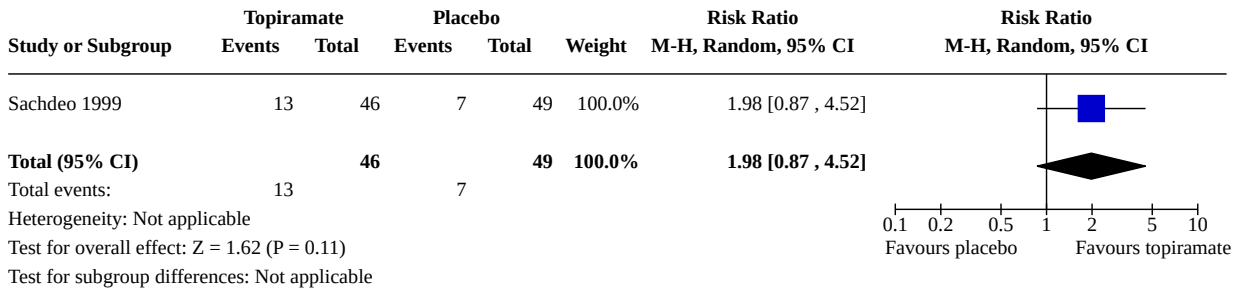 Topiramate Placebo Risk Ratio Risk Ratio
Study or Subgroup Events Total Events Total Weight M-H, Random, 95% CI M-H, Random, 95% CI
Sachdeo 1999 13 46 7 49 100.0% 1.98 [0.87 , 4.52]
Total (95% CI) 46 49 100.0% 1.98 [0.87 , 4.52]
Total events: 13 7
Heterogeneity: Not applicable
Test for overall effect: Z = 1.62 (P = 0.11)
Test for subgroup differences: Not applicable
0.1 0.2 0.5 1 2 5 10
Favours placebo Favours topiramate